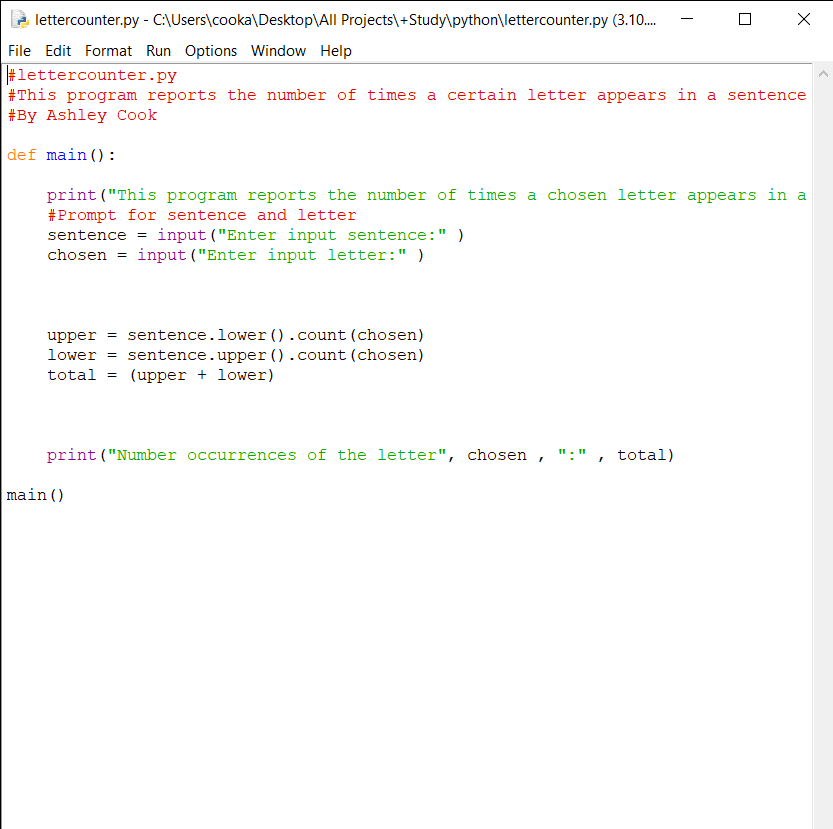 lettercounter.py - C:\Users\cooka\Desktop\All Projects\+Study\python\lettercounter.py (3.10....
File Edit Format Run Options Window Help
#lettercounter.py
#This program reports the number of times a certain letter appears in a sentence
#By Ashley Cook
def main():
    print("This program reports the number of times a chosen letter appears in a
    #Prompt for sentence and letter
    sentence = input("Enter input sentence:" )
    chosen = input("Enter input letter:" )
    upper = sentence.lower().count(chosen)
    lower = sentence.upper().count(chosen)
    total = (upper + lower)
    print("Number occurrences of the letter", chosen , ":" , total)
main()